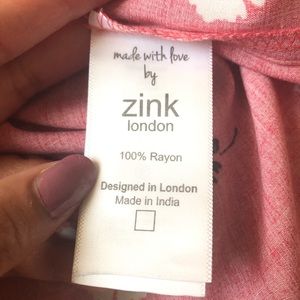 made with love
by
zink
london
100% Rayon
Designed in London
Made in India